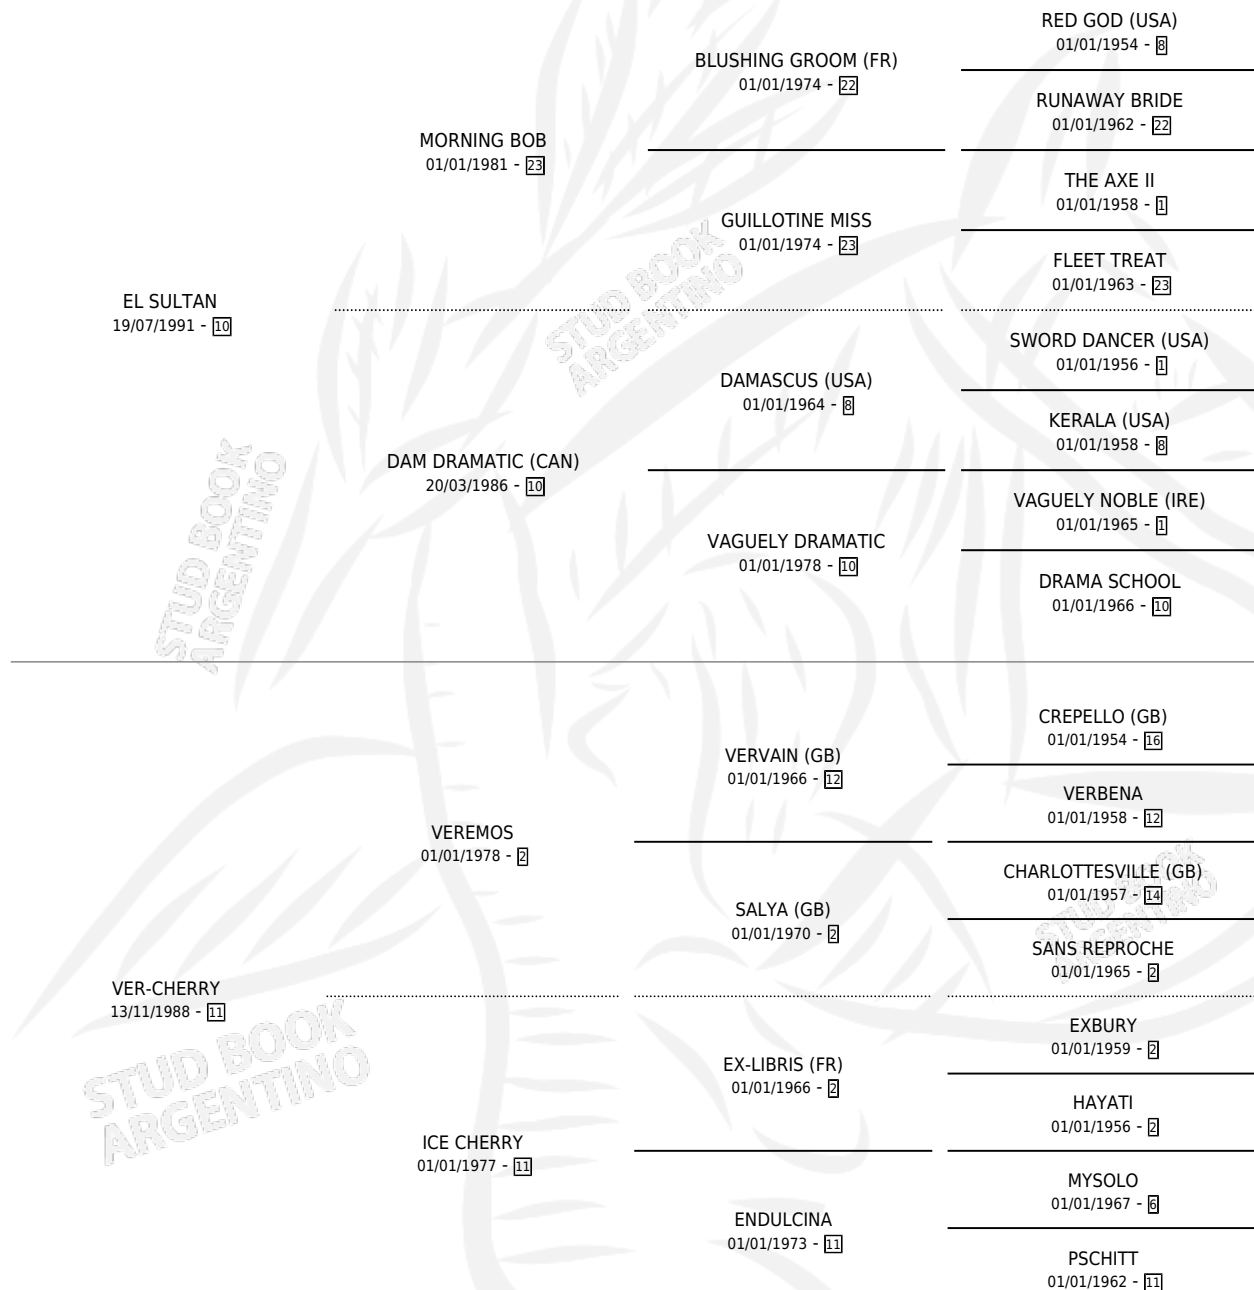 RED GOD (USA)
01/01/1954 - 8
BLUSHING GROOM (FR)
01/01/1974 - 22
RUNAWAY BRIDE
01/01/1962 - 22
MORNING BOB
01/01/1981 - 23
THE AXE II
01/01/1958 - 1
GUILLOTINE MISS
01/01/1974 - 23
FLEET TREAT
01/01/1963 - 23
EL SULTAN
19/07/1991 - 10
SWORD DANCER (USA)
01/01/1956 - 1
DAMASCUS (USA)
01/01/1964 - 8
KERALA (USA)
01/01/1958 - 8
DAM DRAMATIC (CAN)
20/03/1986 - 10
VAGUELY NOBLE (IRE)
01/01/1965 - 1
VAGUELY DRAMATIC
01/01/1978 - 10
DRAMA SCHOOL
01/01/1966 - 10
CREPELLO (GB)
01/01/1954 - 16
VERVAIN (GB)
01/01/1966 - 12
VERBENA
01/01/1958 - 12
VEREMOS
01/01/1978 - 2
CHARLOTTESVILLE (GB)
01/01/1957 - 14
SALYA (GB)
01/01/1970 - 2
SANS REPROCHE
01/01/1965 - 2
VER-CHERRY
13/11/1988 - 11
EXBURY
01/01/1959 - 2
EX-LIBRIS (FR)
01/01/1966 - 2
HAYATI
01/01/1956 - 2
ICE CHERRY
01/01/1977 - 11
MYSOLO
01/01/1967 - 6
ENDULCINA
01/01/1973 - 11
PSCHITT
01/01/1962 - 11
STUD BOOK
ARGENTINO
STUD BOOK
ARGENTINO
STUD BOOK
ARGENTINO
STUD BOOK
ARGENTINO